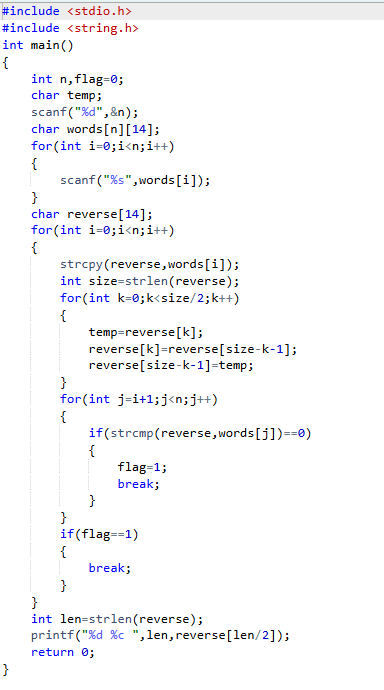 #include <stdio.h>
#include <string.h>
int main()
{
    int n,flag=0;
    char temp;
    scanf("%d",&n);
    char words[n][14];
    for(int i=0;i<n;i++)
    {
        scanf("%s",words[i]);
    }
    char reverse[14];
    for(int i=0;i<n;i++)
    {
        strcpy(reverse,words[i]);
        int size=strlen(reverse);
        for(int k=0;k<size/2;k++)
        {
            temp=reverse[k];
            reverse[k]=reverse[size-k-1];
            reverse[size-k-1]=temp;
        }
        for(int j=i+1;j<n;j++)
        {
            if(strcmp(reverse,words[j])==0)
            {
                flag=1;
                break;
            }
        }
        if(flag==1)
        {
            break;
        }
    }
    int len=strlen(reverse);
    printf("%d %c ",len,reverse[len/2]);
    return 0;
}